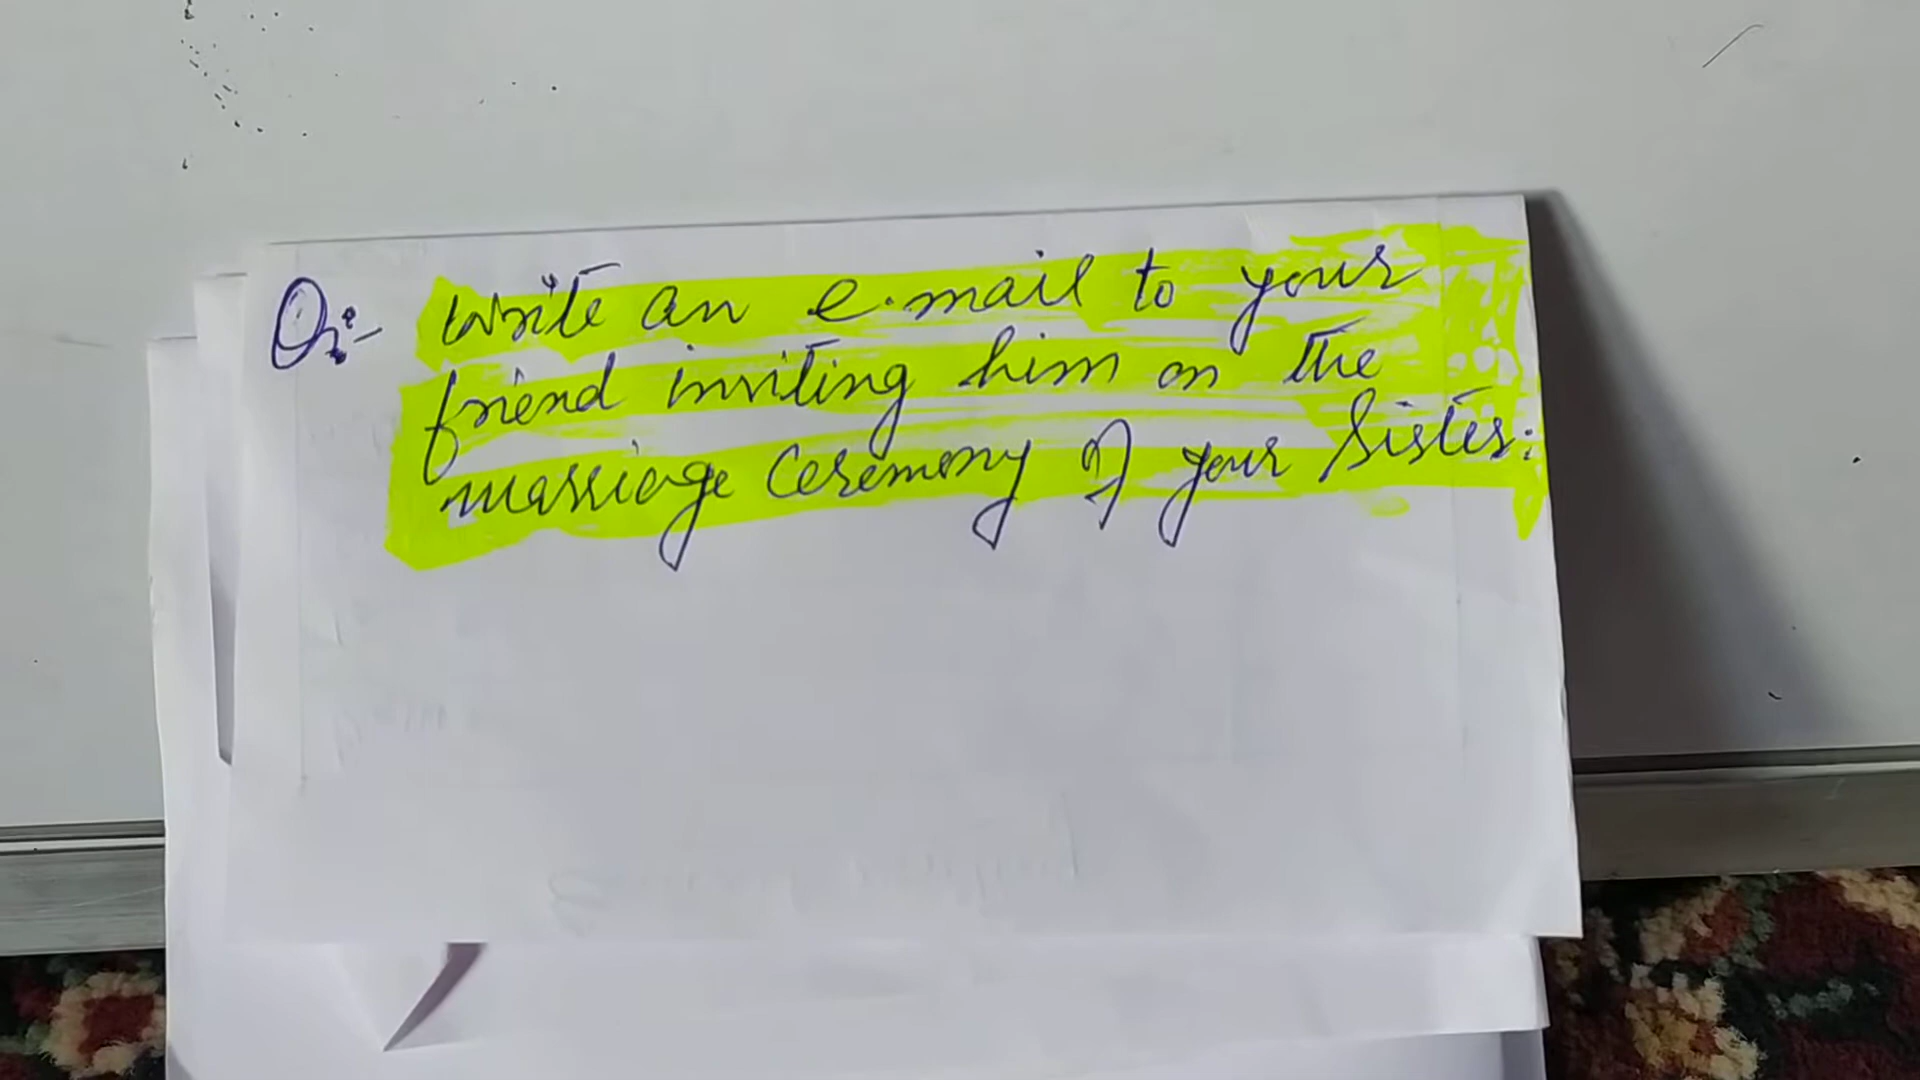 Q:- Write an e.mail to your
friend inviting him on the
marriage Ceremony of your Sister: